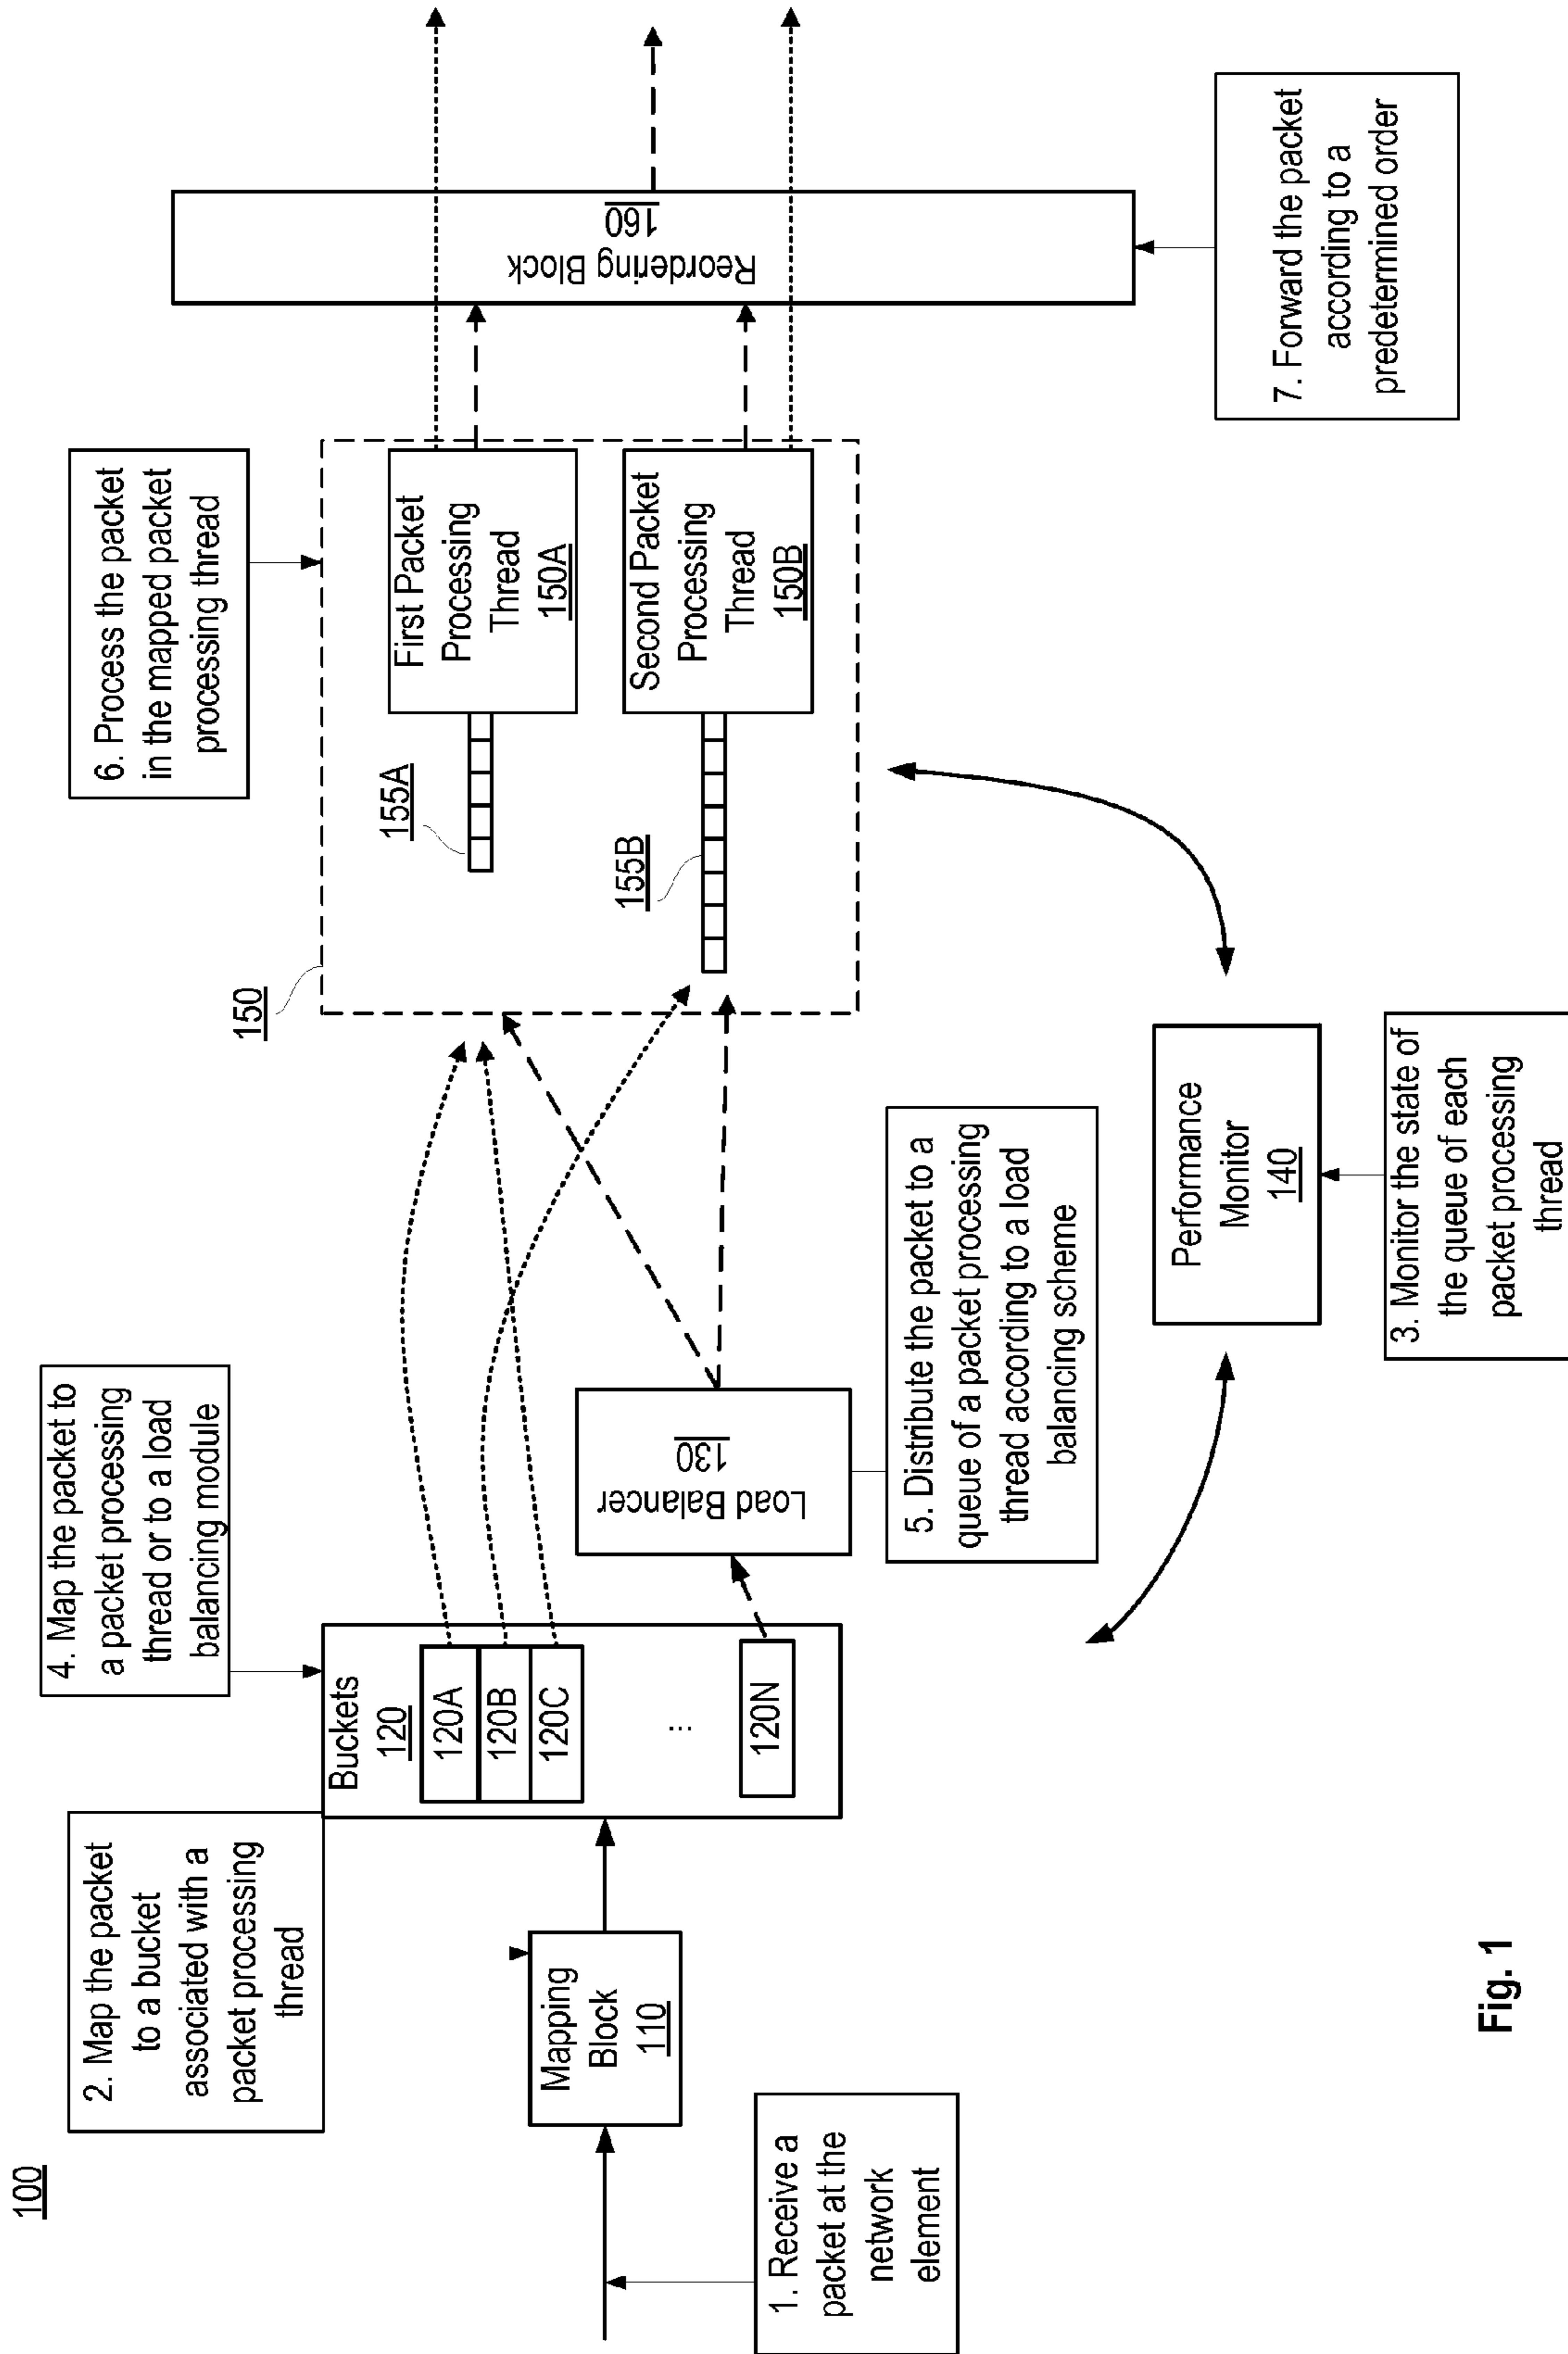 100
2. Map the packet
to a bucket
associated with a
packet processing
thread
4. Map the packet to
a packet processing
thread or to a load
balancing module
6. Process the packet
in the mapped packet
processing thread
1. Receive a
packet at the
network
element
Mapping
Block
110
Buckets
120
120A
120B
120C
...
120N
Load Balancer
130
5. Distribute the packet to a
queue of a packet processing
thread according to a load
balancing scheme
150
155A
155B
First Packet
Processing
Thread
150A
Second Packet
Processing
Thread
150B
Reordering Block
160
Performance
Monitor
140
3. Monitor the state of
the queue of each
packet processing
thread
7. Forward the packet
according to a
predetermined order
Fig. 1